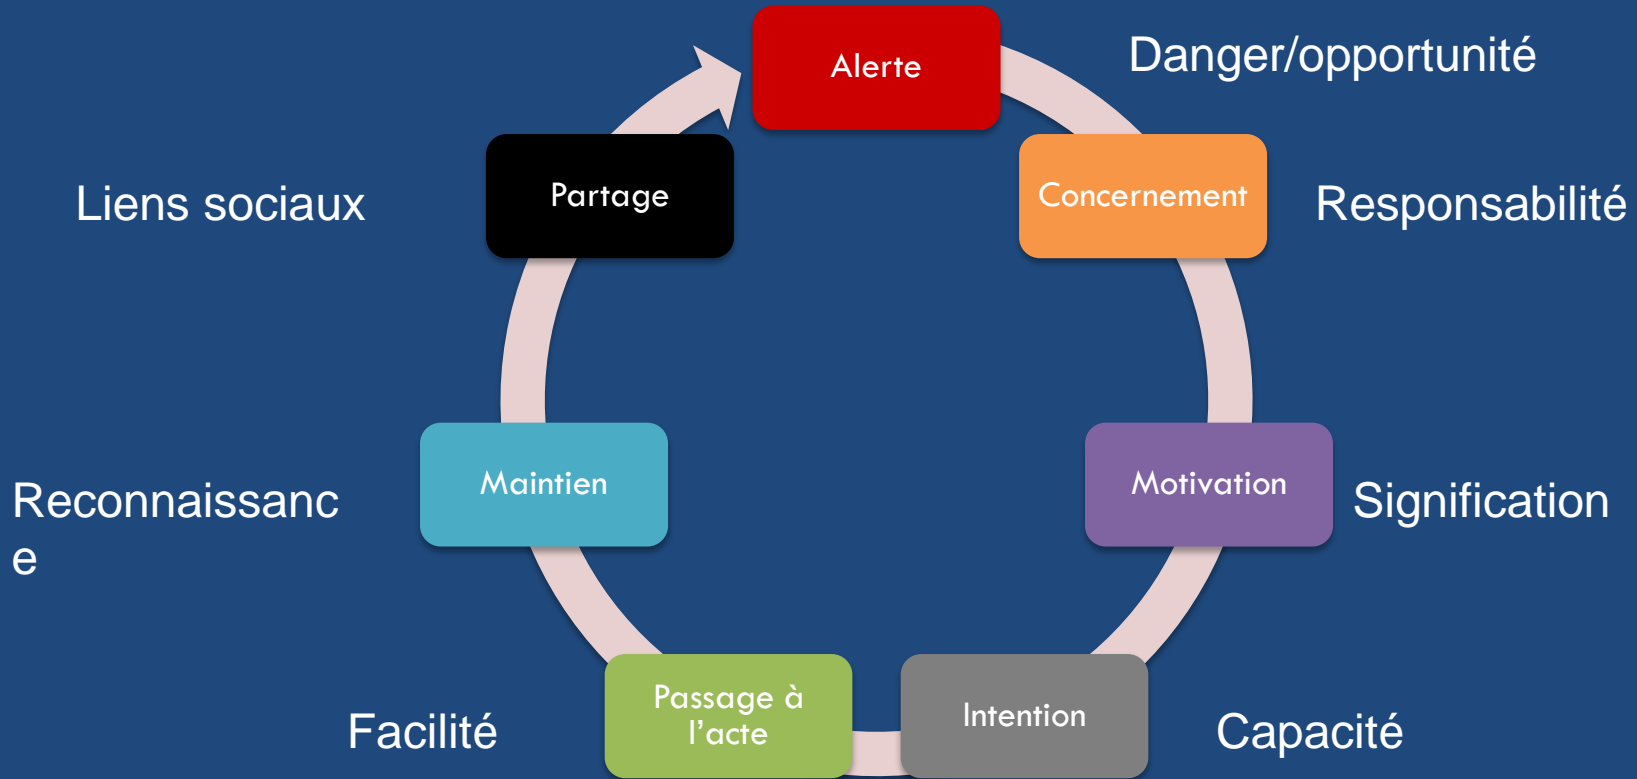 Alerte
Danger/opportunité
Concernement
Responsabilité
Motivation
Signification
Intention
Capacité
Passage à
l’acte
Facilité
Maintien
Reconnaissanc
e
Partage
Liens sociaux